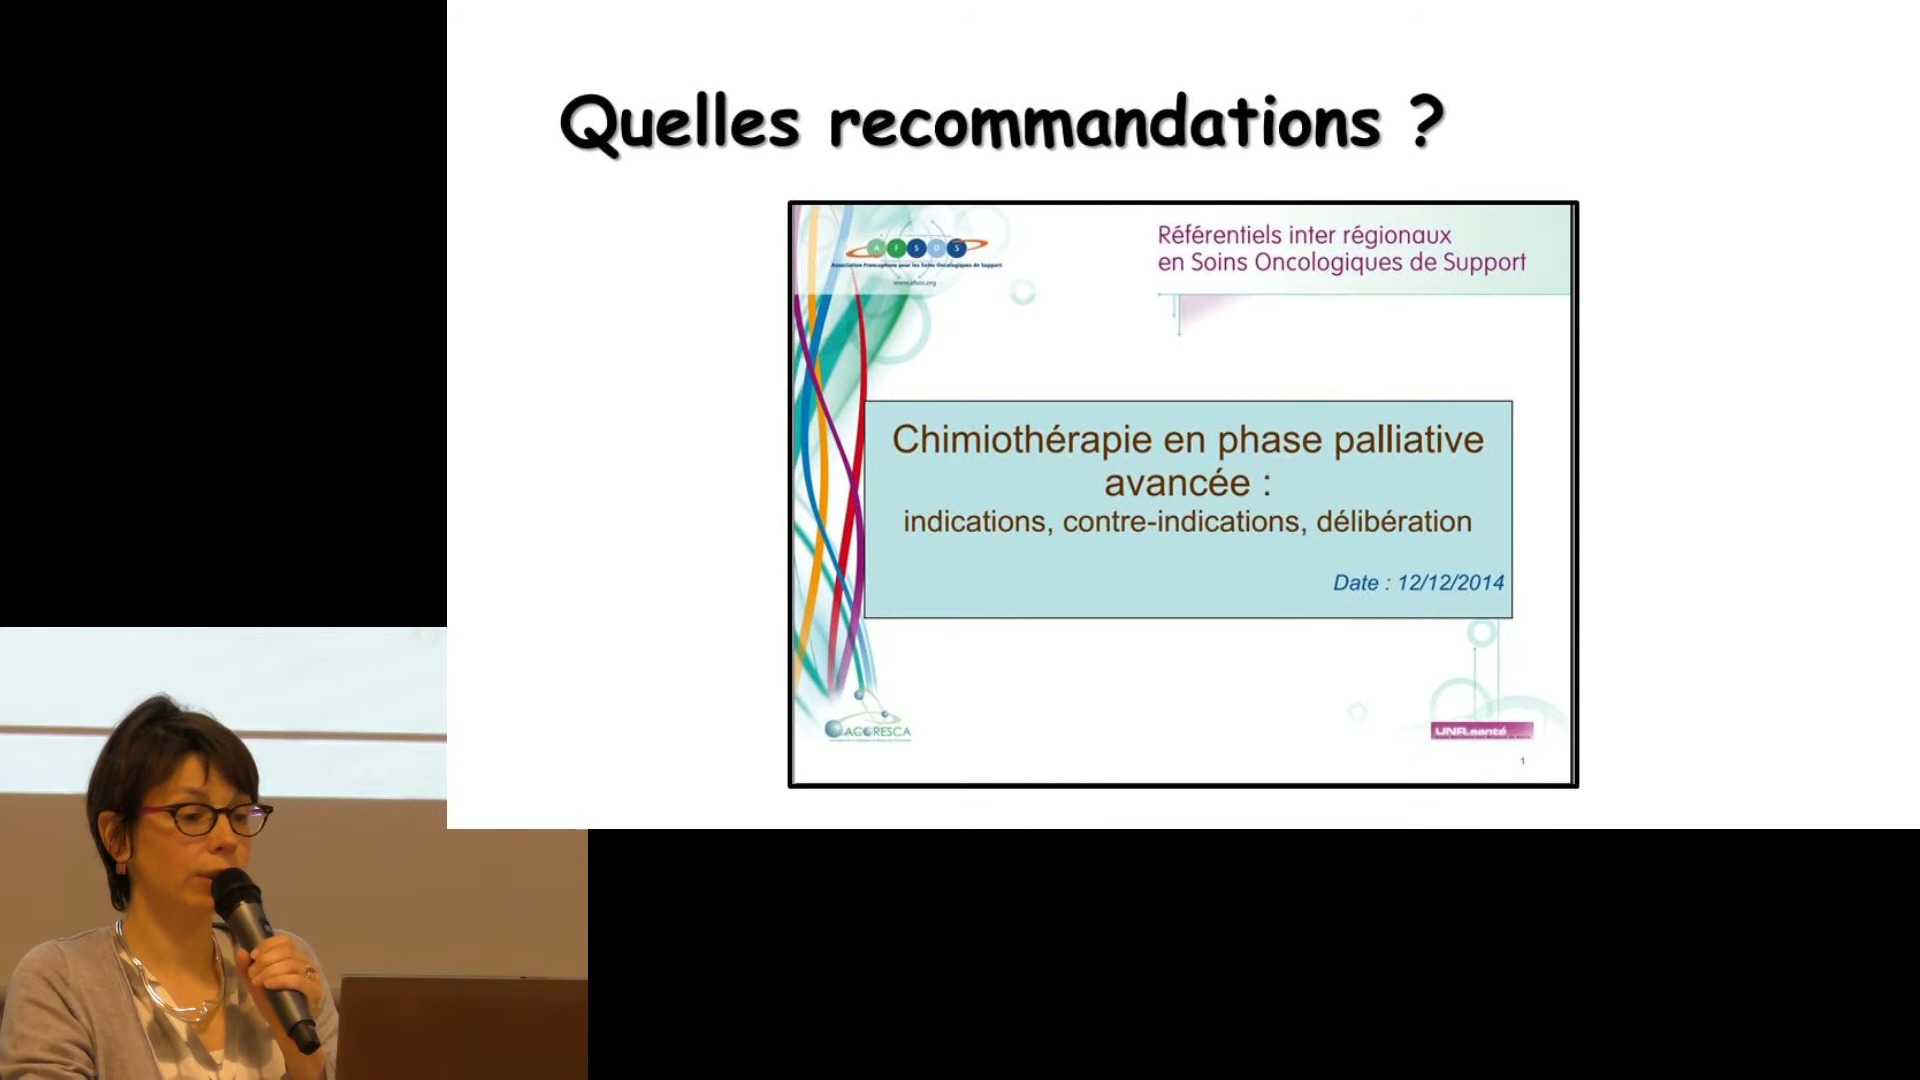 Quelles recommandations ?
A F S O S
Association Francophone pour les Soins Oncologiques de Support
www.afsos.org
Référentiels inter régionaux
en Soins Oncologiques de Support
Chimiothérapie en phase palliative
avancée :
indications, contre-indications, délibération
Date : 12/12/2014
ACORESCA
UNR.santé
1